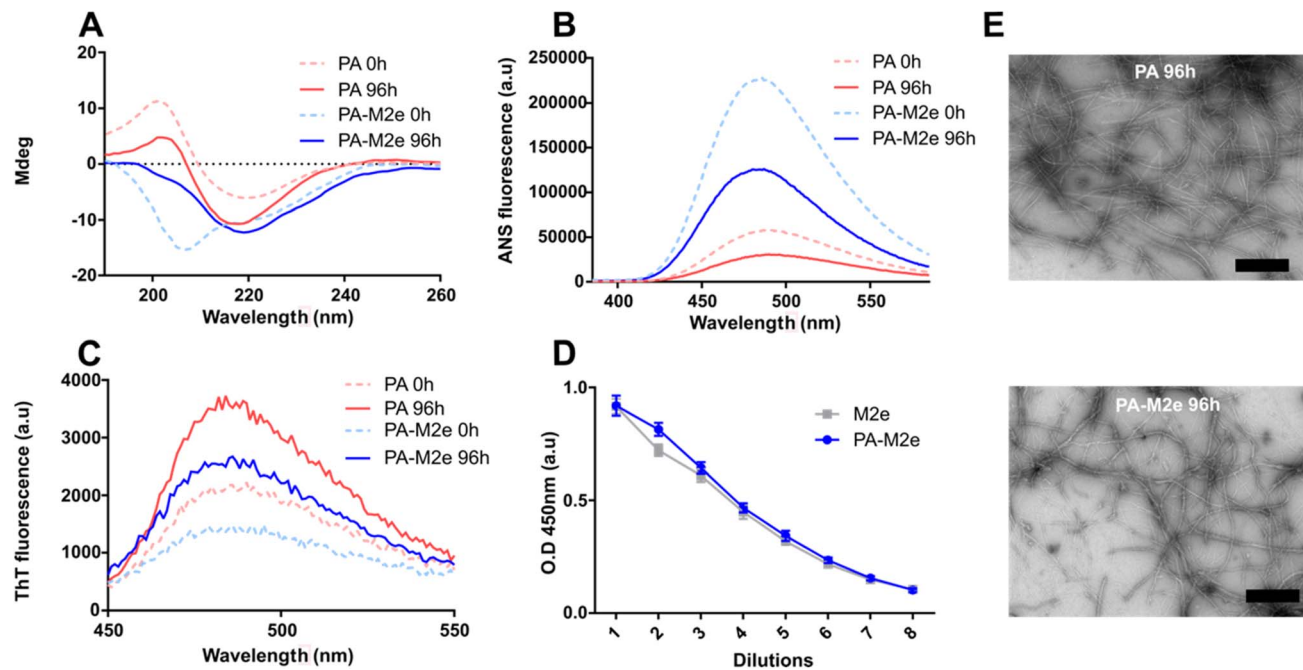 A
20
10
0
-10
-20
Mdeg
200
220
240
260
Wavelength (nm)
PA 0h
PA 96h
PA-M2e 0h
PA-M2e 96h
B
250000
200000
150000
100000
50000
0
ANS fluorescence (a.u)
400
450
500
550
Wavelength (nm)
PA 0h
PA 96h
PA-M2e 0h
PA-M2e 96h
E
PA 96h
PA-M2e 96h
C
4000
3000
2000
1000
0
ThT fluorescence (a.u)
450
500
550
Wavelength (nm)
PA 0h
PA 96h
PA-M2e 0h
PA-M2e 96h
D
1.0
0.5
0.0
O.D 450nm (a.u)
1
2
3
4
5
6
7
8
Dilutions
M2e
PA-M2e